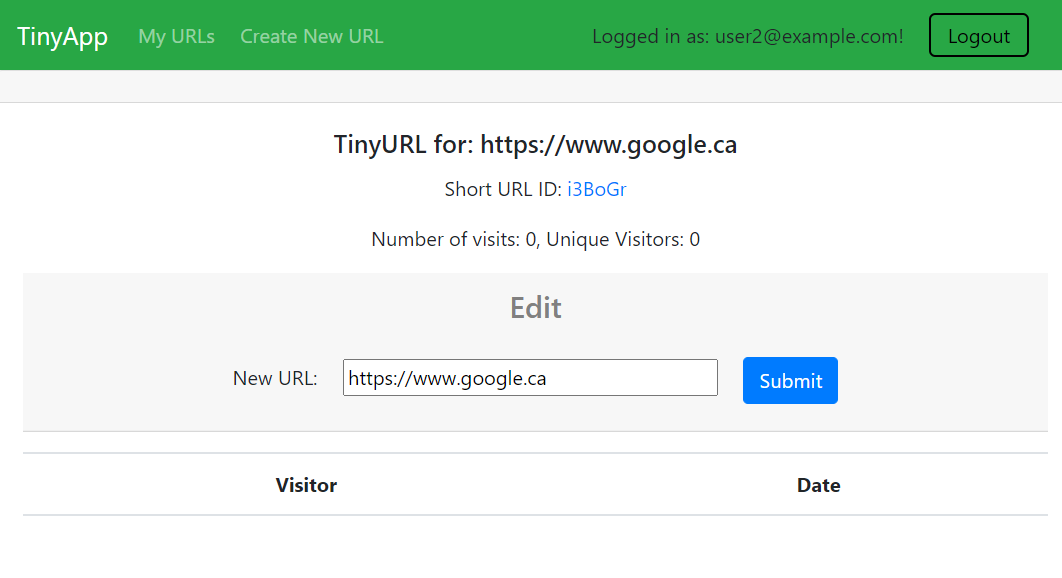 TinyApp My URLs Create New URL Logged in as: user2@example.com! Logout
TinyURL for: https://www.google.ca
Short URL ID: i3BoGr
Number of visits: 0, Unique Visitors: 0
Edit
New URL: https://www.google.ca Submit
Visitor Date